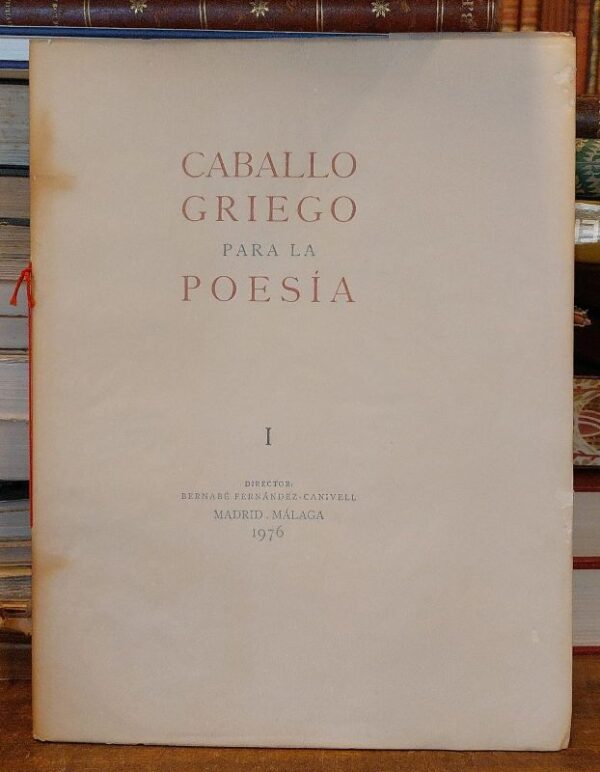 CABALLO
GRIEGO
PARA LA
POESÍA
I
DIRECTOR:
BERNABÉ FERNÁNDEZ-CANIVELL
MADRID . MÁLAGA
1976